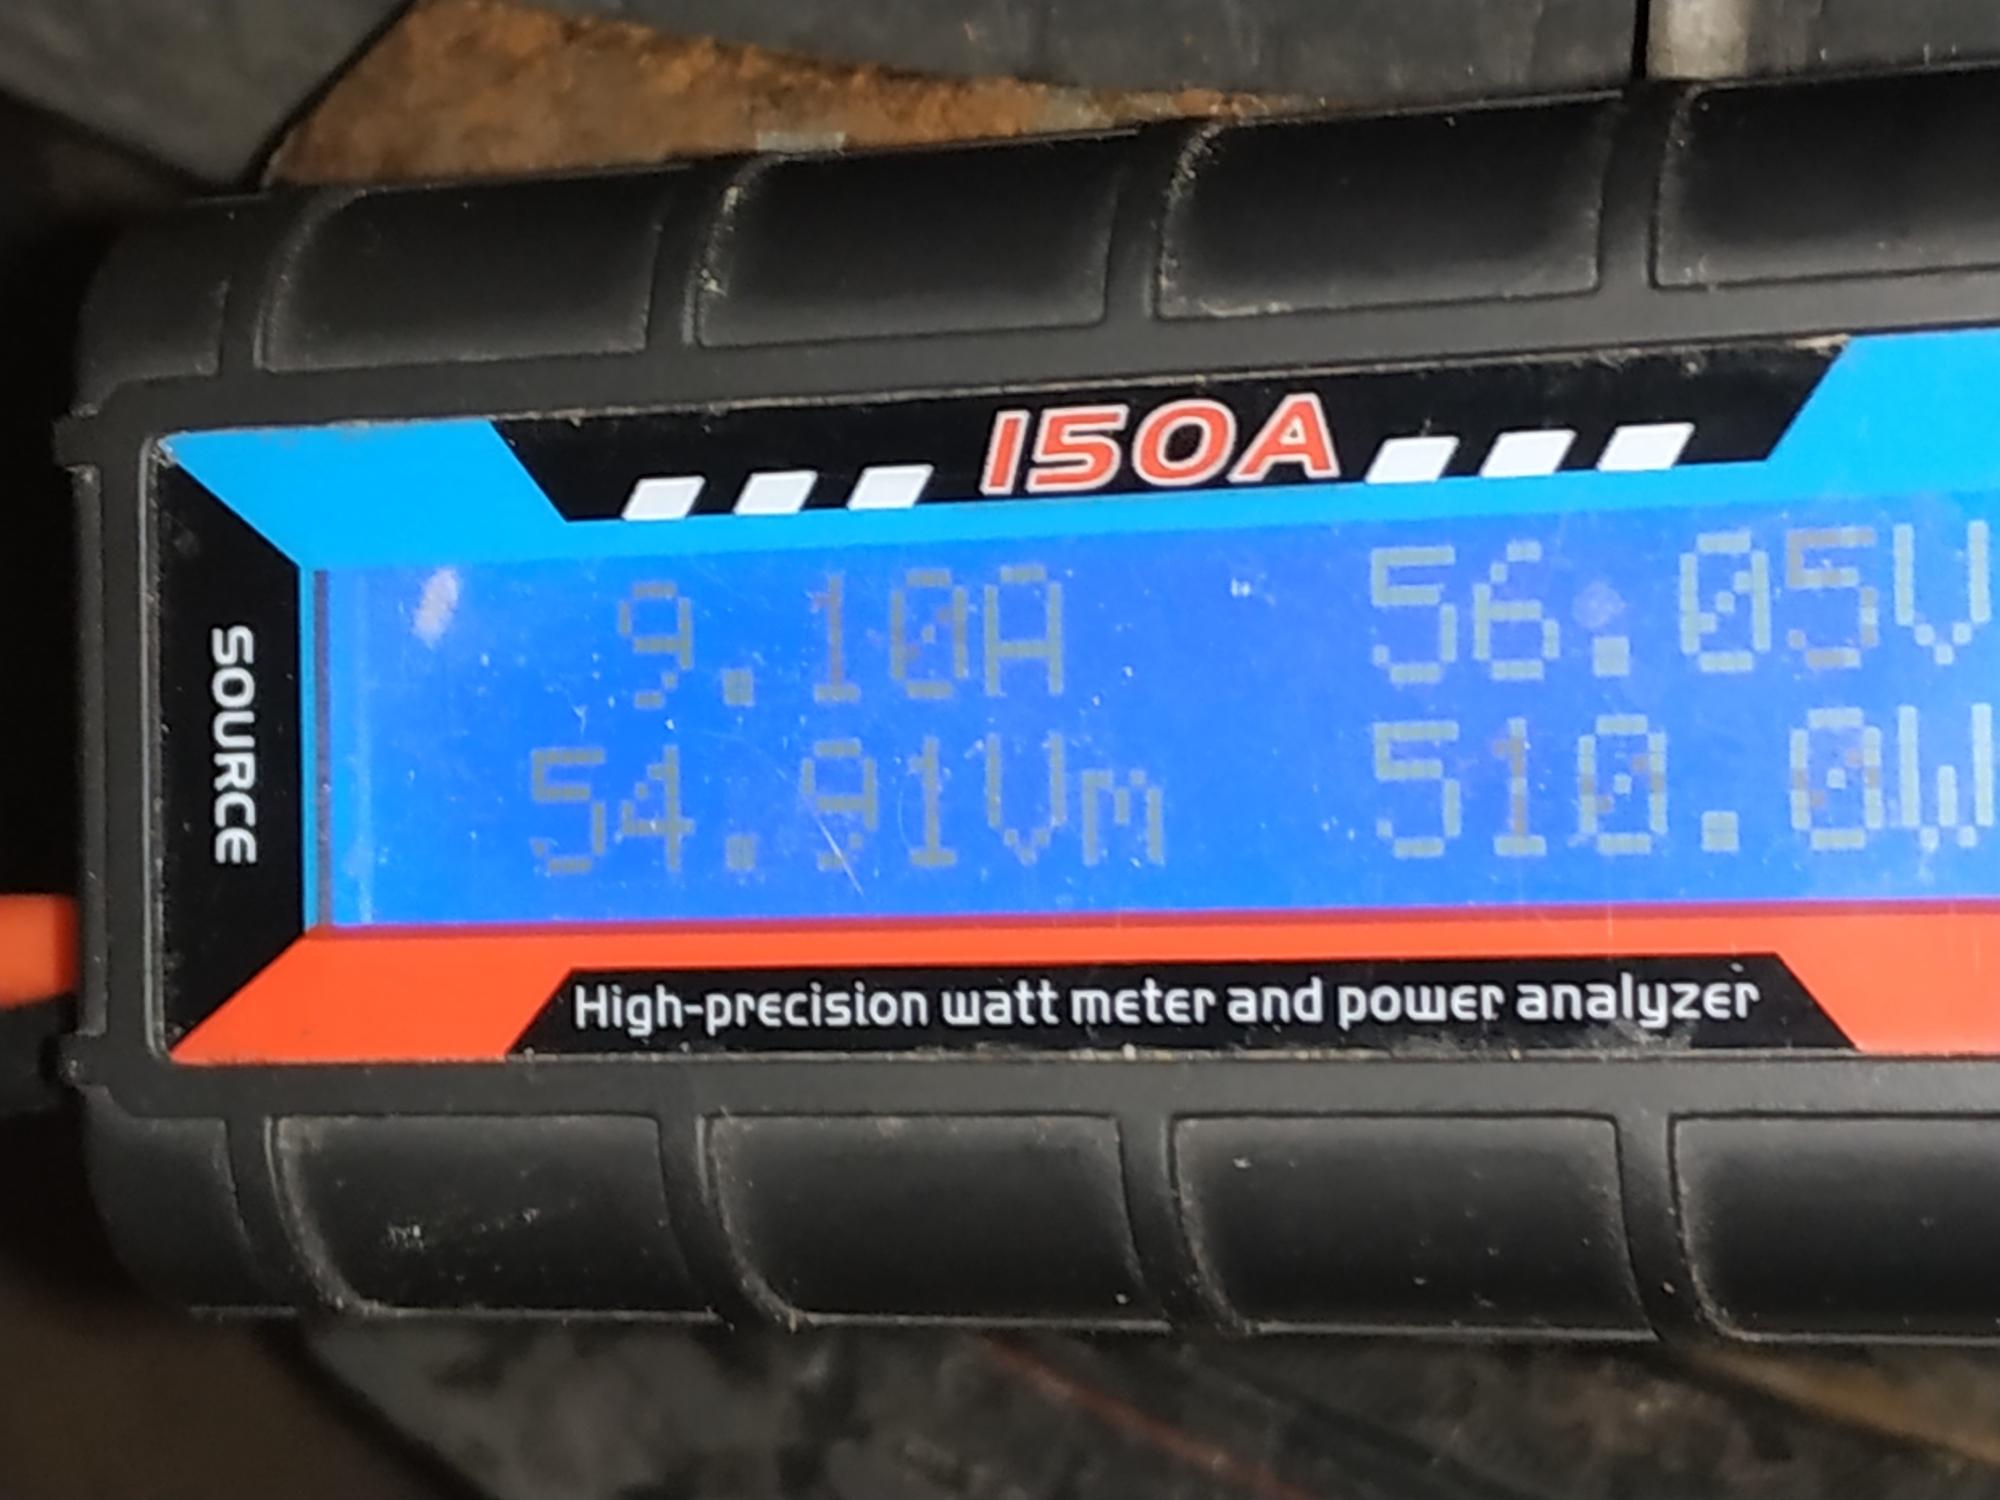 150A
9.10A 56.05V
54.91Vm 510.0W
SOURCE
High-precision watt meter and power analyzer